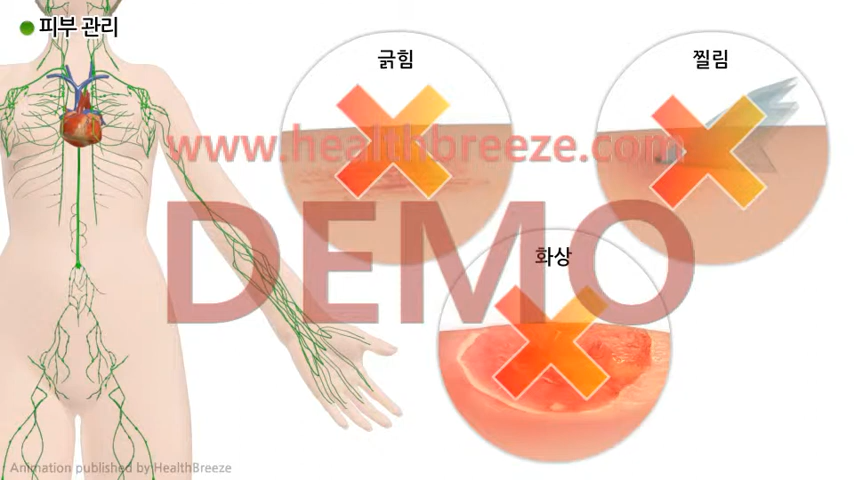 피부 관리
긁힘
찔림
www.healthbreeze.com
DEMO
화상
Animation published by HealthBreeze